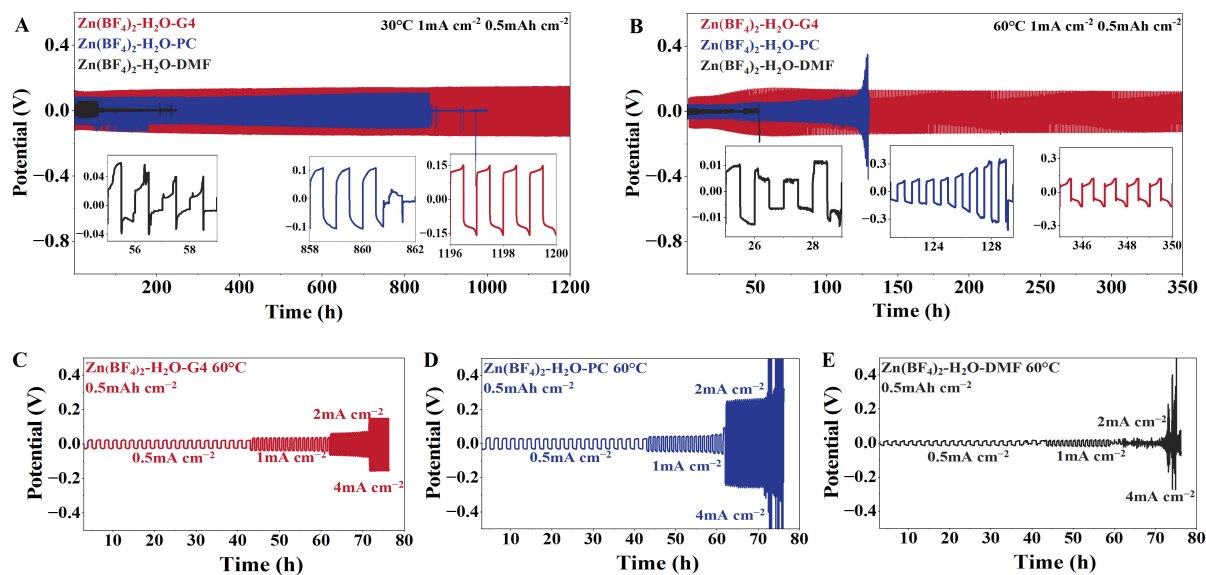 A
Zn(BF4)2-H2O-G4
30°C 1mA cm−2 0.5mAh cm−2
Zn(BF4)2-H2O-PC
Zn(BF4)2-H2O-DMF
Potential (V)
0.4
0.0
−0.4
−0.8
0.04
0.00
−0.04
56 58
0.1
0.0
−0.1
858 860 862
0.15
0.00
−0.15
1196 1198 1200
200 400 600 800 1000 1200
Time (h)
B
60°C 1mA cm−2 0.5mAh cm−2
Zn(BF4)2-H2O-G4
Zn(BF4)2-H2O-PC
Zn(BF4)2-H2O-DMF
Potential (V)
0.4
0.0
−0.4
−0.8
0.01
0.00
−0.01
26 28
0.3
0.0
−0.3
124 128
0.3
0.0
−0.3
346 348 350
50 100 150 200 250 300 350
Time (h)
C
Zn(BF4)2-H2O-G4 60°C
0.5mAh cm−2
2mA cm−2
0.5mA cm−2
1mA cm−2
4mA cm−2
Potential (V)
0.4
0.2
0.0
−0.2
−0.4
10 20 30 40 50 60 70 80
Time (h)
D
Zn(BF4)2-H2O-PC 60°C
0.5mAh cm−2
2mA cm−2
0.5mA cm−2
1mA cm−2
4mA cm−2
Potential (V)
0.4
0.2
0.0
−0.2
−0.4
10 20 30 40 50 60 70 80
Time (h)
E
Zn(BF4)2-H2O-DMF 60°C
0.5mAh cm−2
2mA cm−2
0.5mA cm−2
1mA cm−2
4mA cm−2
Potential (V)
0.4
0.2
0.0
−0.2
−0.4
10 20 30 40 50 60 70 80
Time (h)